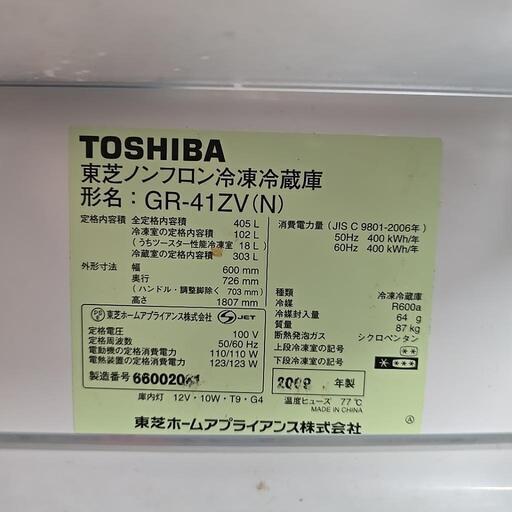 TOSHIBA
東芝ノンフロン冷凍冷蔵庫
形名：GR-41ZV(N)
定格内容積 全定格内容積 405 L
冷凍室の定格内容積 102 L
(うちツースター性能冷凍室 18 L)
冷蔵室の定格内容積 303 L
外形寸法 幅 600 mm
奥行 726 mm
(ハンドル・調整脚除く 703 mm)
高さ 1807 mm
東芝ホームアプライアンス株式会社 JET
定格電圧 100 V
定格周波数 50/60 Hz
電動機の定格消費電力 110/110 W
電熱装置の定格消費電力 123/123 W
製造番号
庫内灯 12V・10W・T9・G4
消費電力量 (JIS C 9801-2006年)
50Hz 400 kWh/年
60Hz 400 kWh/年
種類 冷凍冷蔵庫
冷媒 R600a
冷媒封入量 64 g
質量 87 kg
断熱発泡ガス シクロペンタン
上段冷凍室の記号
下段冷凍室の記号
2009 年製
温度ヒューズ 77℃
MADE IN CHINA
東芝ホームアプライアンス株式会社
Ⓐ